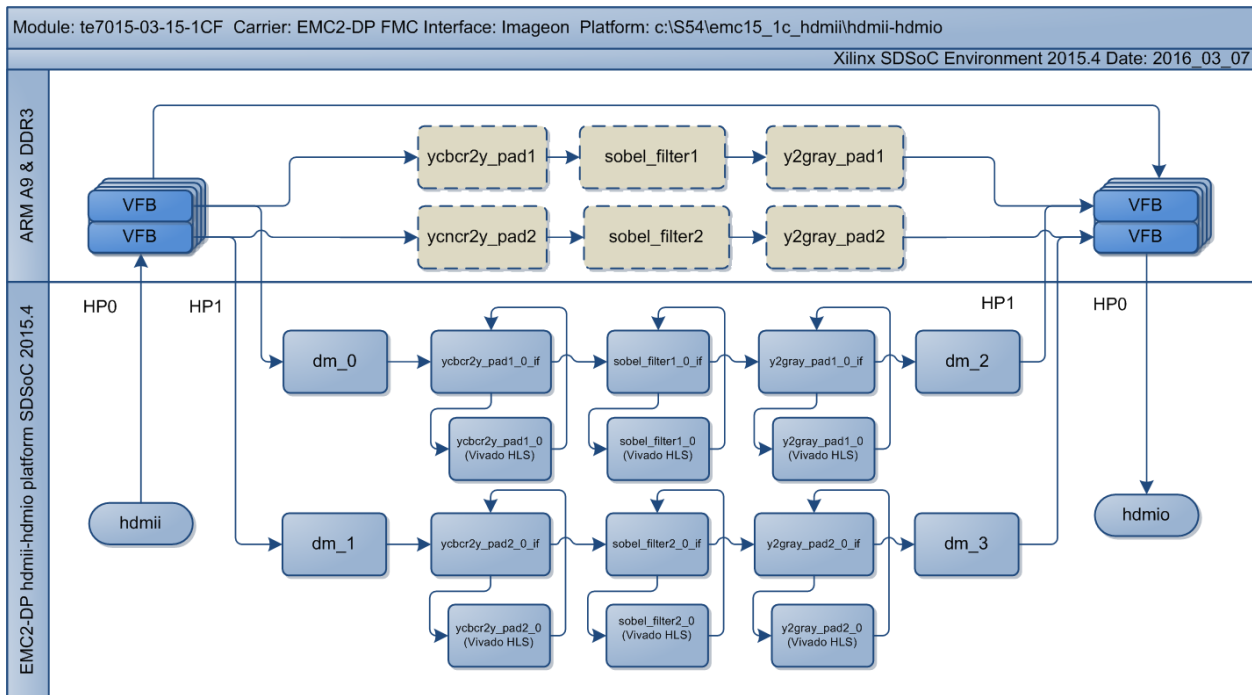 Module: te7015-03-15-1CF Carrier: EMC2-DP FMC Interface: Imageon Platform: c:\S54\emc15_1c_hdmii\hdmii-hdmio
Xilinx SDSoC Environment 2015.4 Date: 2016_03_07
ARM A9 & DDR3
ycbcr2y_pad1
sobel_filter1
y2gray_pad1
VFB
VFB
VFB
VFB
ycncr2y_pad2
sobel_filter2
y2gray_pad2
EMC2-DP hdmii-hdmio platform SDSoC 2015.4
HP0
HP1
HP1
HP0
dm_0
ycbcr2y_pad1_0_if
sobel_filter1_0_if
y2gray_pad1_0_if
dm_2
ycbcr2y_pad1_0
(Vivado HLS)
sobel_filter1_0
(Vivado HLS)
y2gray_pad1_0
(Vivado HLS)
hdmii
hdmio
dm_1
ycbcr2y_pad2_0_if
sobel_filter2_0_if
y2gray_pad2_0_if
dm_3
ycbcr2y_pad2_0
(Vivado HLS)
sobel_filter2_0
(Vivado HLS)
y2gray_pad2_0
(Vivado HLS)